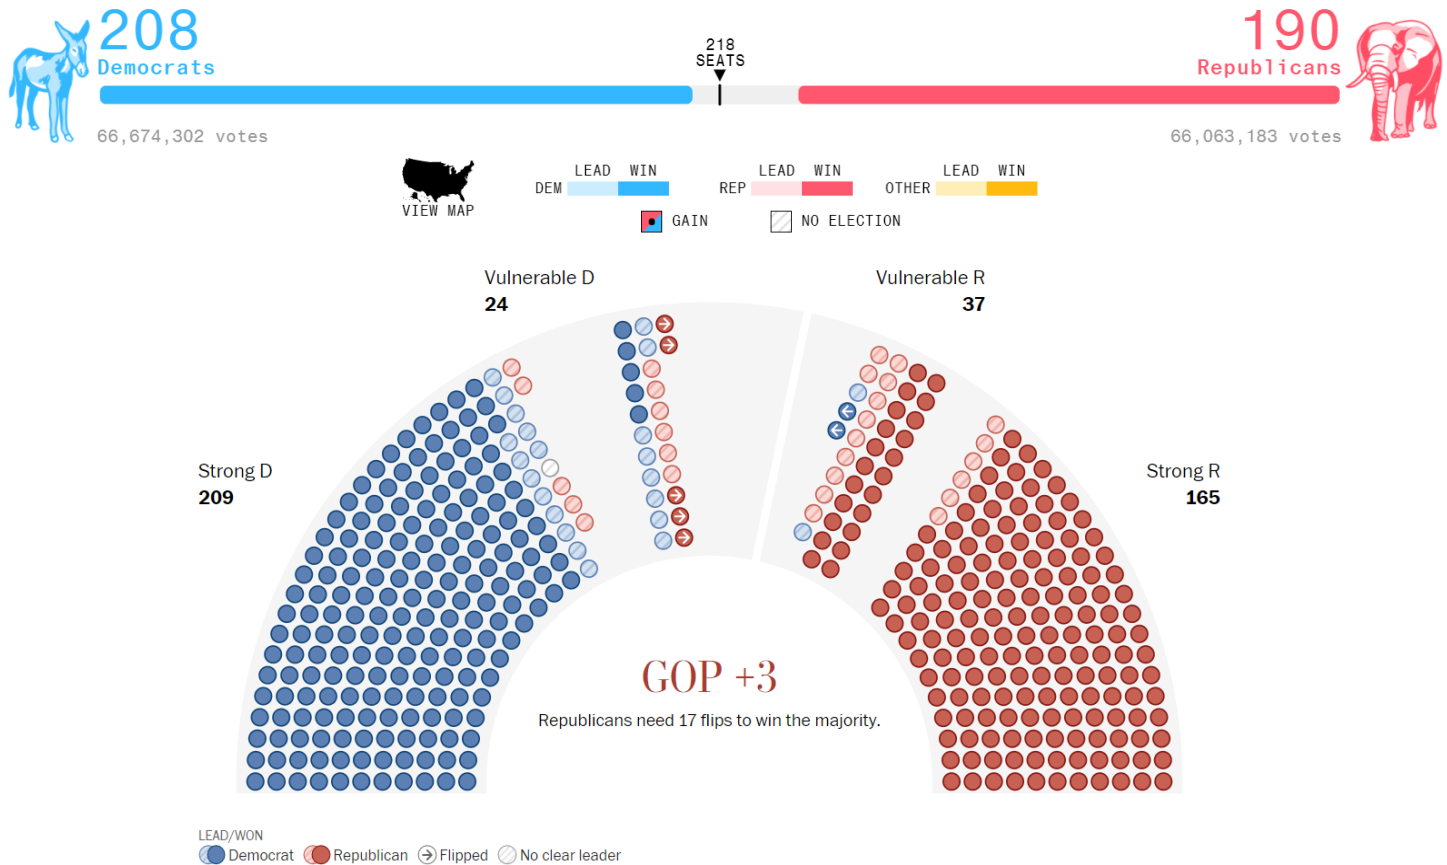 208
Democrats
218
SEATS
190
Republicans
66,674,302 votes
66,063,183 votes
VIEW MAP
LEAD WIN
DEM
LEAD WIN
REP
LEAD WIN
OTHER
GAIN
NO ELECTION
Vulnerable D
24
Vulnerable R
37
Strong D
209
Strong R
165
GOP +3
Republicans need 17 flips to win the majority.
LEAD/WON
Democrat Republican Flipped No clear leader